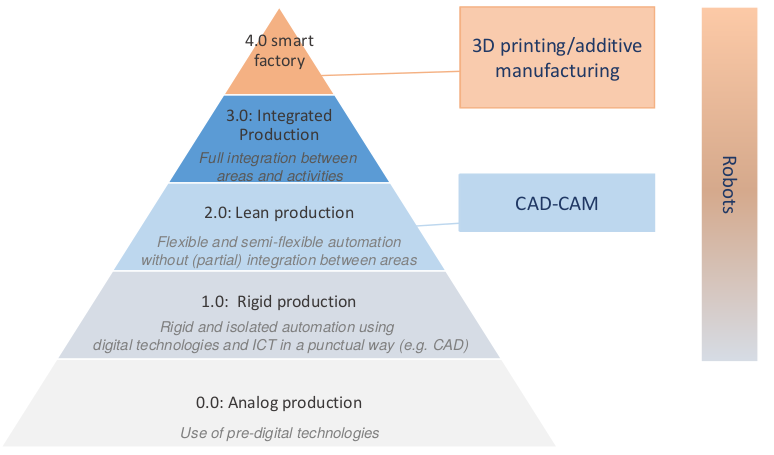 4.0 smart
factory
3D printing/additive
manufacturing
3.0: Integrated
Production
Full integration between
areas and activities
2.0: Lean production
Flexible and semi-flexible automation
without (partial) integration between areas
CAD-CAM
1.0:  Rigid production
Rigid and isolated automation using
digital technologies and ICT in a punctual way (e.g. CAD)
0.0: Analog production
Use of pre-digital technologies
Robots